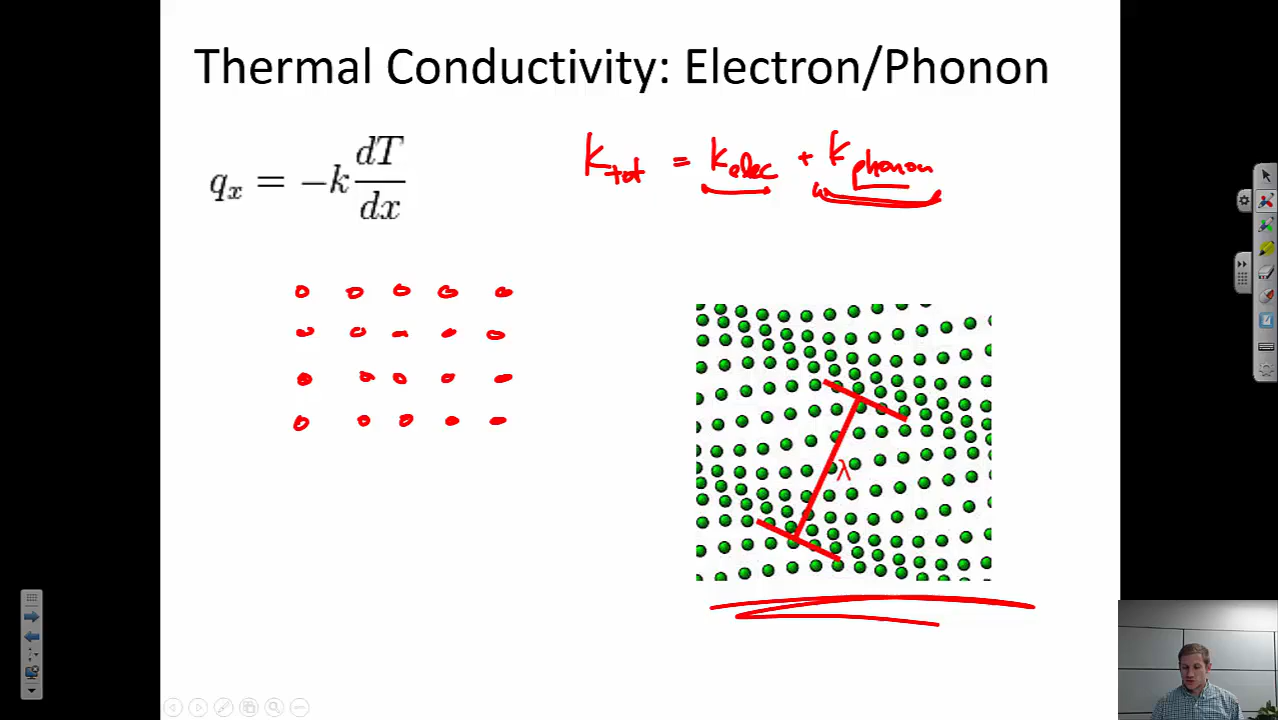 Thermal Conductivity: Electron/Phonon
q_x = -k dT/dx
k_tot = k_elec + k_phonon
λ